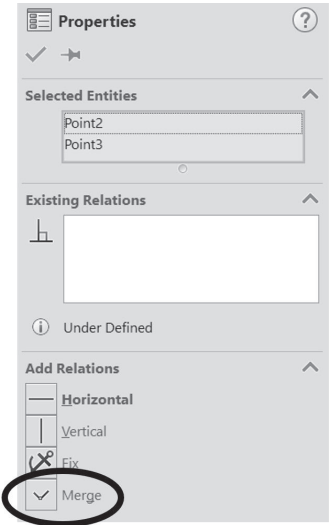 Properties
?
Selected Entities
Point2
Point3
Existing Relations
i Under Defined
Add Relations
Horizontal
Vertical
Fix
Merge